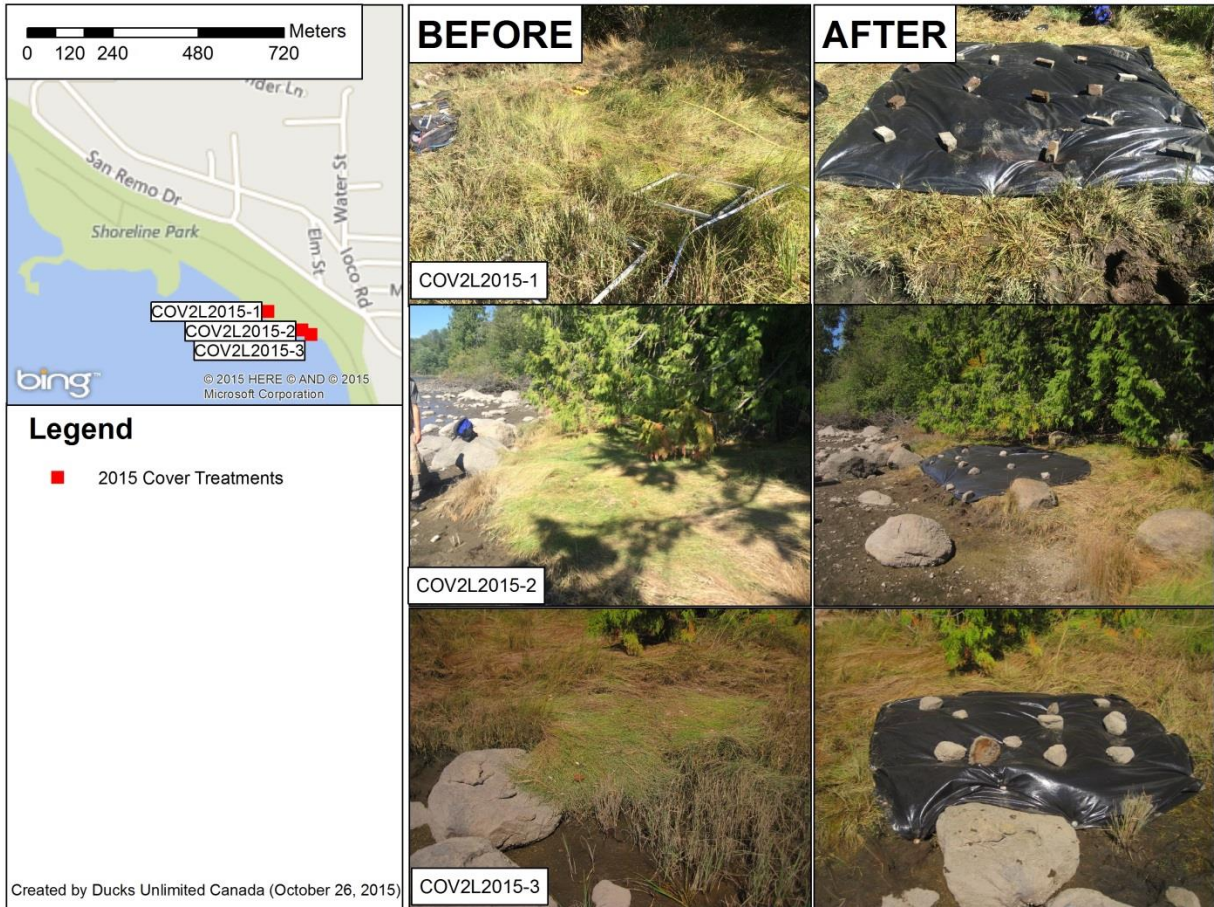 Meters
0 120 240 480 720
nder Ln
San Remo Dr
Shoreline Park
Water St
Elm St
Ioco Rd
M
COV2L2015-1
COV2L2015-2
COV2L2015-3
bing™
© 2015 HERE © AND © 2015
Microsoft Corporation
Legend
2015 Cover Treatments
Created by Ducks Unlimited Canada (October 26, 2015)
BEFORE
AFTER
COV2L2015-1
COV2L2015-2
COV2L2015-3